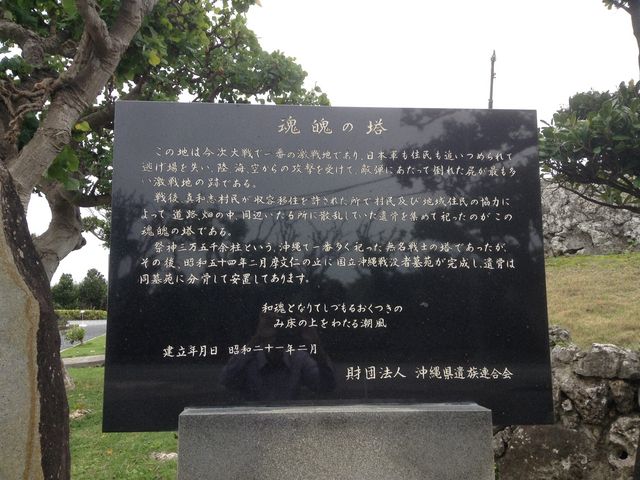 魂魄の塔
この地は今次大戦で一番の激戦地であり、日本軍も住民も追いつめられて
逃げ場を失い、陸、海、空からの攻撃を受けて、敵弾にあたって倒れた屍が最も多
い激戦地の跡である。
戦後、真和志村民が収容移住を許された所で村民及び地域住民の協力に
よって、道路、畑の中、周辺いたる所に散乱していた遺骨を集めて祀ったのがこの
魂魄の塔である。
祭神三万五千余柱という、沖縄で一番多く祀った無名戦士の塔であったが、
その後、昭和五十四年二月摩文仁の丘に国立沖縄戦没者墓苑が完成し、遺骨は
同墓苑に分骨して安置してあります。
和魂となりてしづもるおくつきの
み床の上をわたる潮風
建立年月日 昭和二十一年二月
財団法人 沖縄県遺族連合会